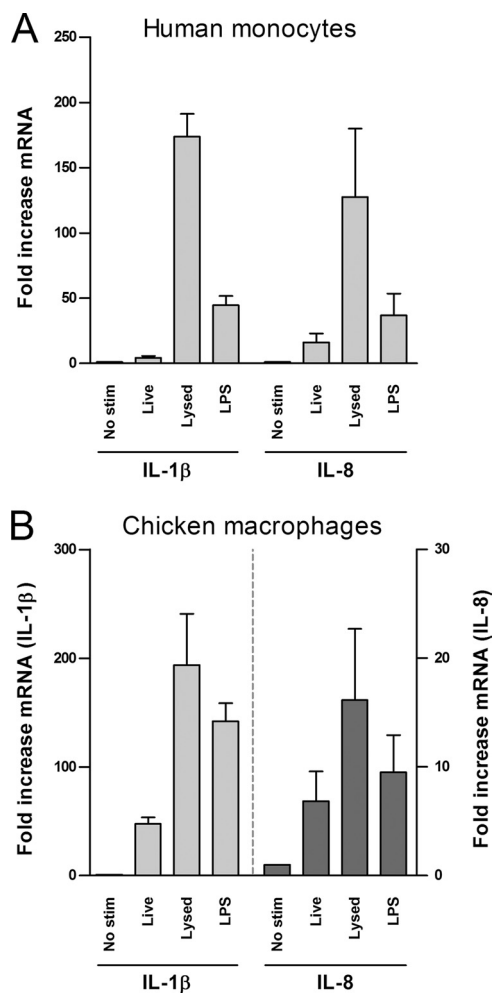 A
Human monocytes
Fold increase mRNA
250
200
150
100
50
0
No stim
Live
Lysed
LPS
No stim
Live
Lysed
LPS
IL-1β
IL-8
B
Chicken macrophages
Fold increase mRNA (IL-1β)
300
200
100
0
30
20
10
0
Fold increase mRNA (IL-8)
No stim
Live
Lysed
LPS
No stim
Live
Lysed
LPS
IL-1β
IL-8